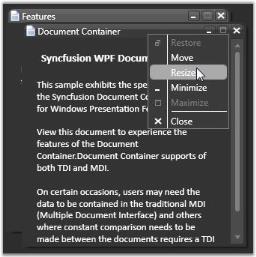 Features
Document Container
Restore
Move
Resize
Minimize
Maximize
Close
Syncfusion WPF Docum
This sample exhibits the spe
the Syncfusion Document Co
for Windows Presentation Fo
View this document to experience the
features of the Document
Container.Document Container supports of
both TDI and MDI.
On certain occasions, users may need the
data to be contained in the traditional MDI
(Multiple Document Interface) and others
where constant comparison needs to be
made between the documents requires a TDI